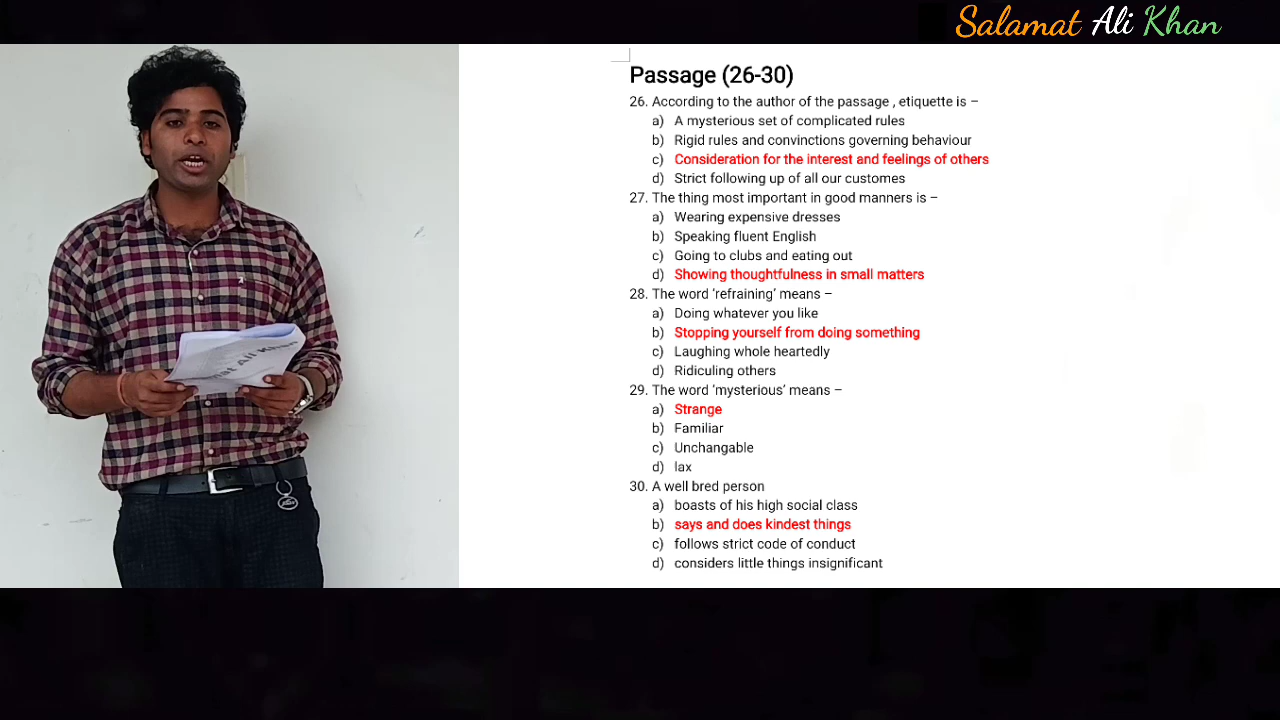 Salamat Ali Khan
Passage (26-30)
26. According to the author of the passage , etiquette is –
a) A mysterious set of complicated rules
b) Rigid rules and convinctions governing behaviour
c) Consideration for the interest and feelings of others
d) Strict following up of all our customes
27. The thing most important in good manners is –
a) Wearing expensive dresses
b) Speaking fluent English
c) Going to clubs and eating out
d) Showing thoughtfulness in small matters
28. The word ‘refraining’ means –
a) Doing whatever you like
b) Stopping yourself from doing something
c) Laughing whole heartedly
d) Ridiculing others
29. The word ‘mysterious’ means –
a) Strange
b) Familiar
c) Unchangable
d) lax
30. A well bred person
a) boasts of his high social class
b) says and does kindest things
c) follows strict code of conduct
d) considers little things insignificant